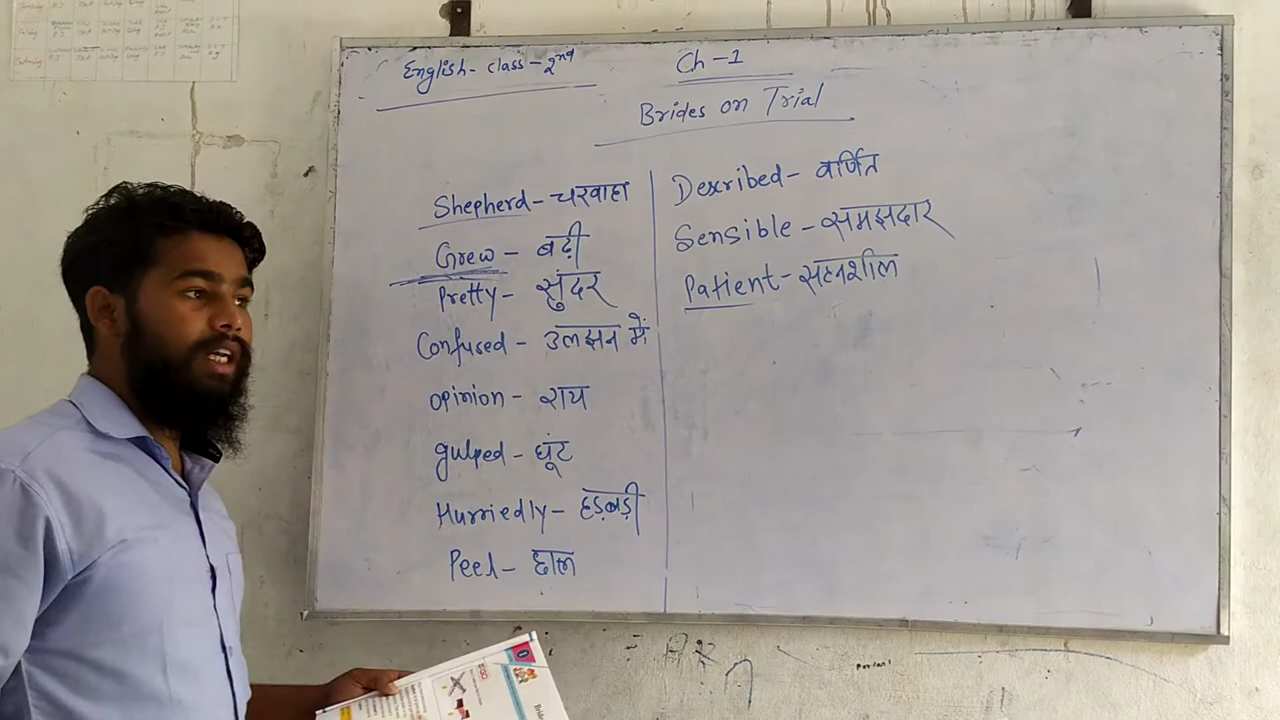 English- class-2nd
Ch-1
Brides on Trial
Shepherd- चरवाहा
Grew - बढ़ी
Pretty- सुंदर
Confused- उलझन में
opinion- राय
gulped- घूंट
Hurriedly- हड़बड़ी
Peel- छाल
Described- वर्णित
Sensible- समझदार
Patient- सहनशील